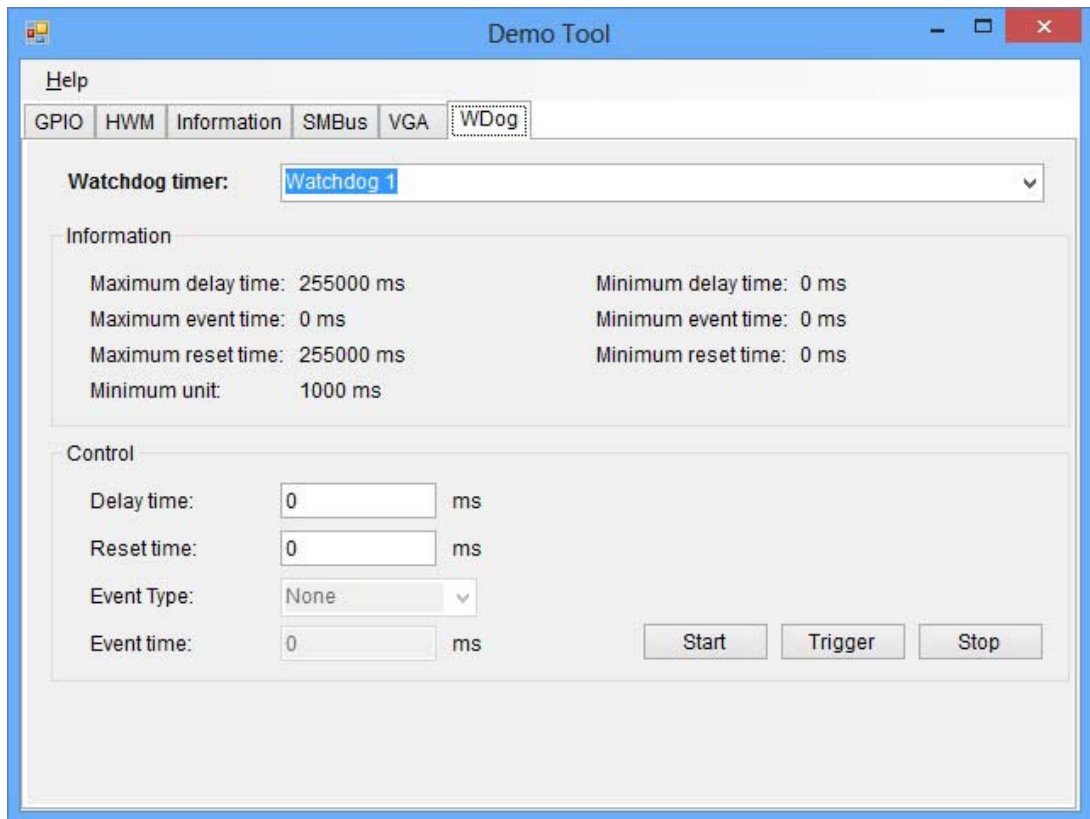 Demo Tool
Help
GPIO HWM Information SMBus VGA WDog
Watchdog timer: Watchdog 1
Information
Maximum delay time: 255000 ms Minimum delay time: 0 ms
Maximum event time: 0 ms Minimum event time: 0 ms
Maximum reset time: 255000 ms Minimum reset time: 0 ms
Minimum unit: 1000 ms
Control
Delay time: 0 ms
Reset time: 0 ms
Event Type: None
Event time: 0 ms Start Trigger Stop